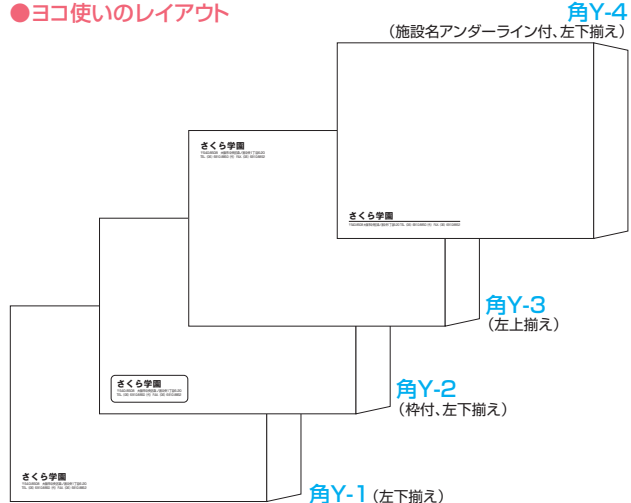 ●ヨコ使いのレイアウト
角Y-4
(施設名アンダーライン付、左下揃え)
さくら学園
さくら学園
角Y-3
(左上揃え)
さくら学園
角Y-2
(枠付、左下揃え)
さくら学園
角Y-1(左下揃え)